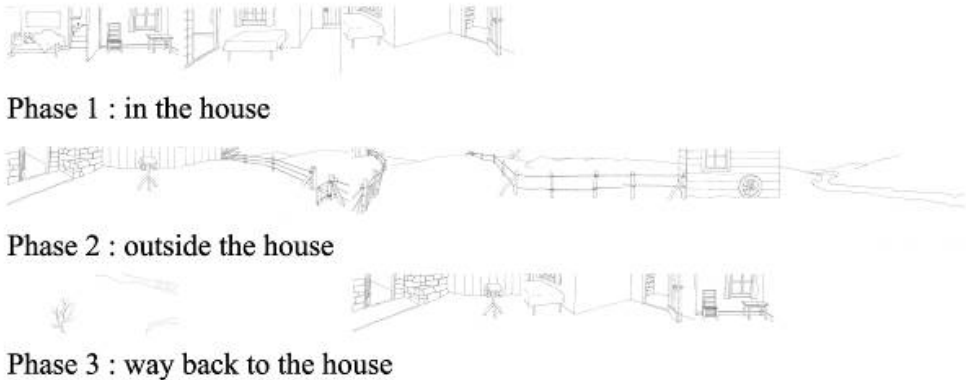 Phase 1 : in the house
Phase 2 : outside the house
Phase 3 : way back to the house